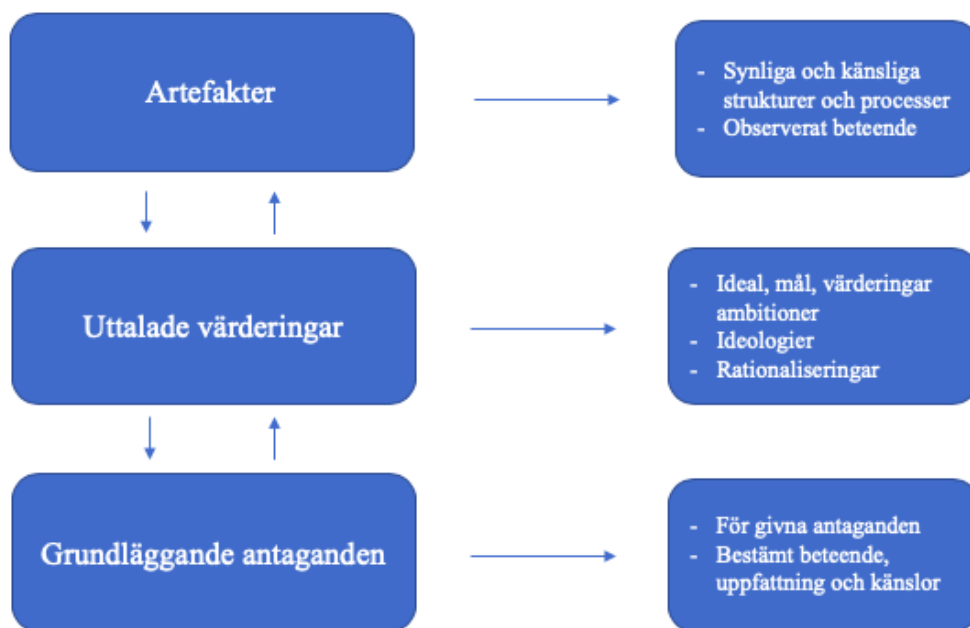 Artefakter
- Synliga och känsliga
strukturer och processer
- Observerat beteende
Uttalade värderingar
- Ideal, mål, värderingar
ambitioner
- Ideologier
- Rationaliseringar
Grundläggande antaganden
- För givna antaganden
- Bestämt beteende,
uppfattning och känslor